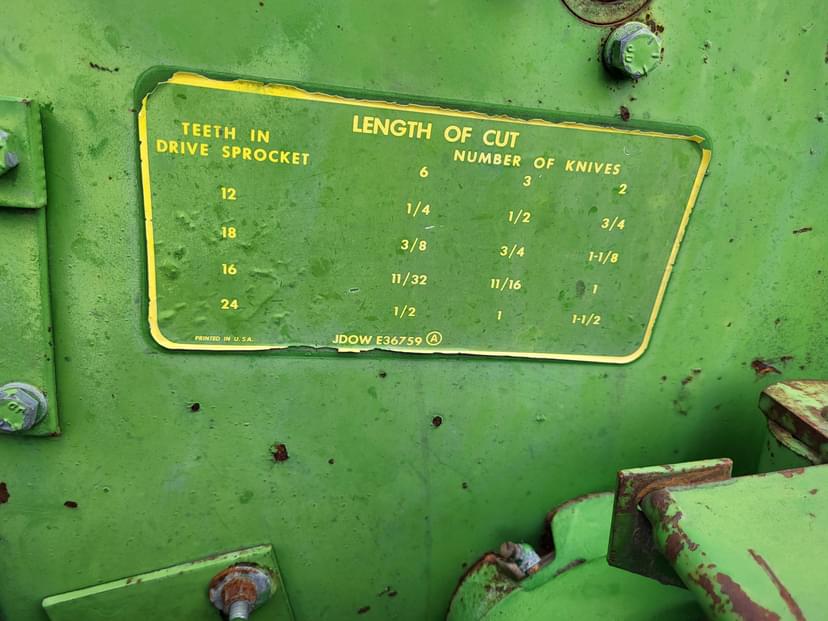 LENGTH OF CUT
TEETH IN
DRIVE SPROCKET
NUMBER OF KNIVES
6 3 2
12 1/4 1/2 3/4
18 3/8 3/4 1-1/8
16 11/32 11/16 1
24 1/2 1 1-1/2
PRINTED IN U.S.A. JDOW E36759 A